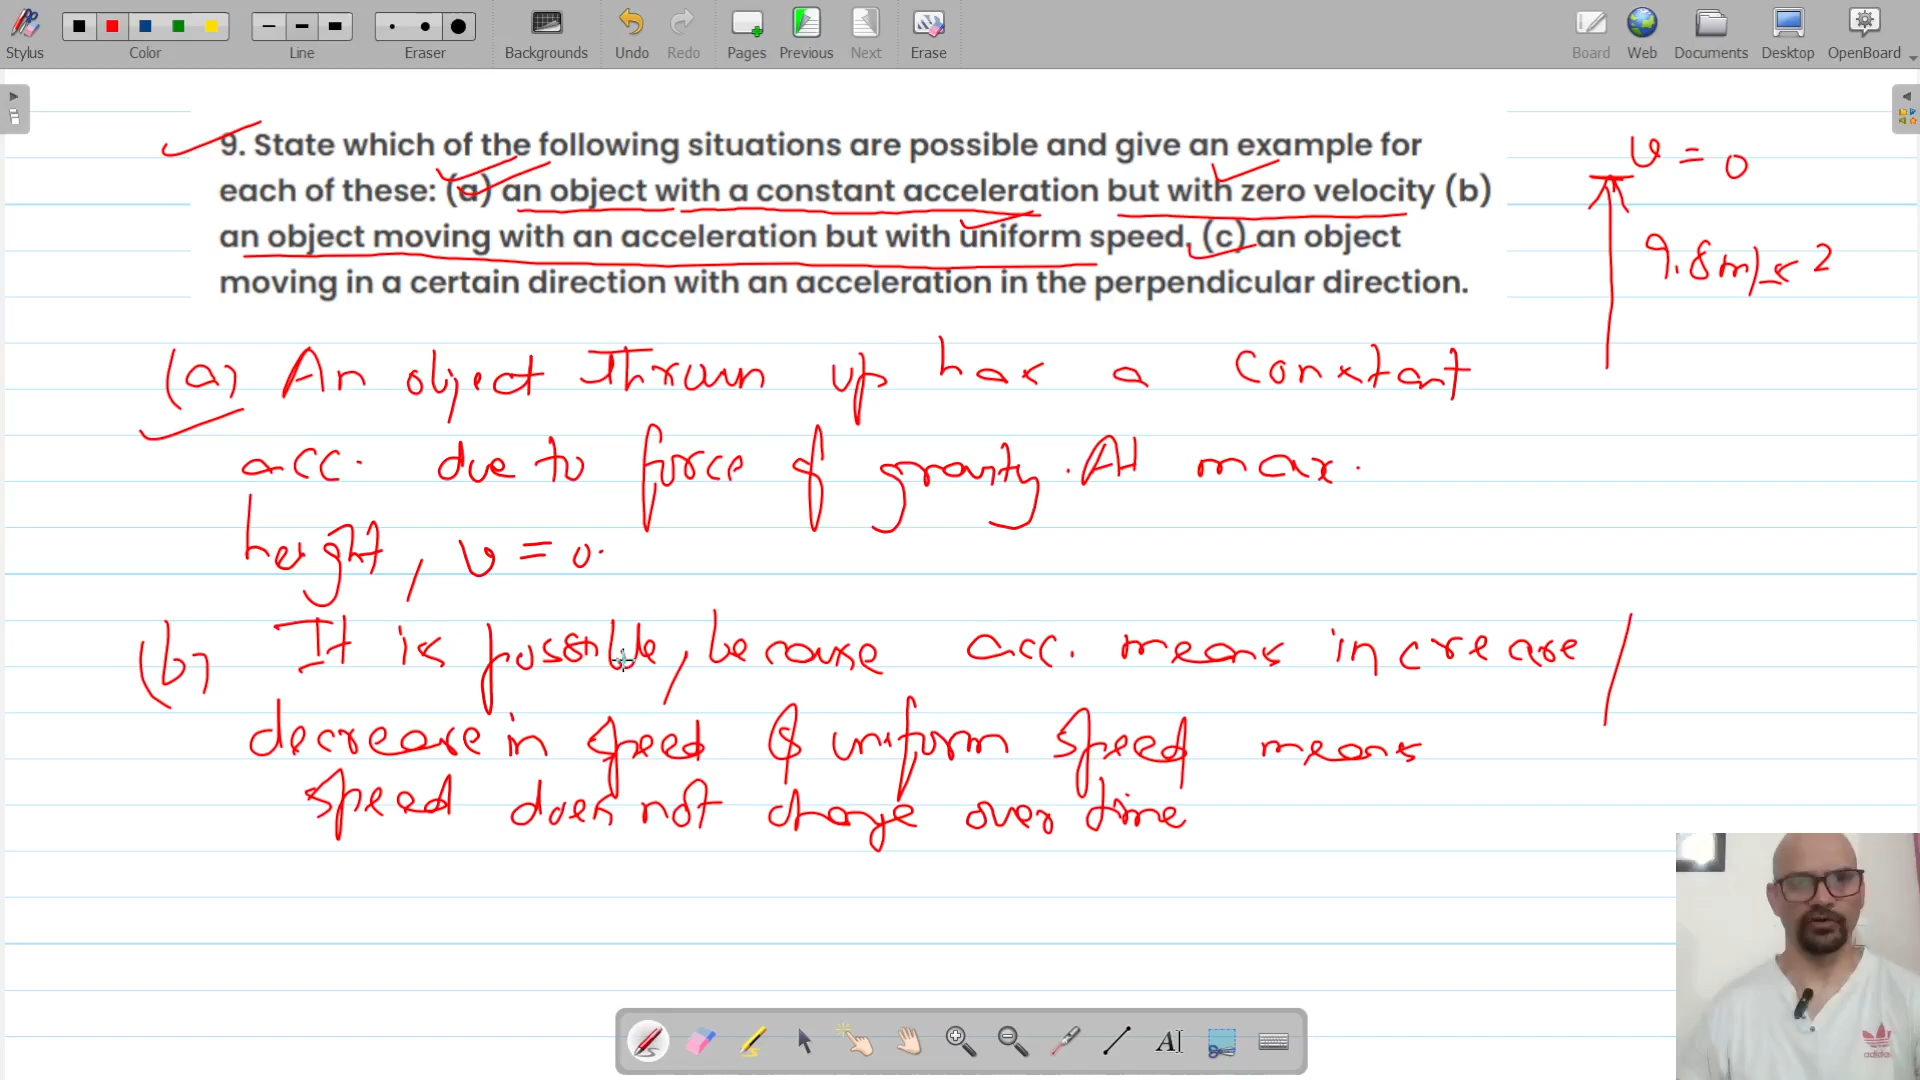 Stylus Color Line Eraser Backgrounds Undo Redo Pages Previous Next Erase Board Web Documents Desktop OpenBoard
9. State which of the following situations are possible and give an example for
each of these: (a) an object with a constant acceleration but with zero velocity (b)
an object moving with an acceleration but with uniform speed, (c) an object
moving in a certain direction with an acceleration in the perpendicular direction.
v = 0
9.8m/s2
(a) An object Thrown up has a constant
acc. due to force of gravity. At max.
height, v = 0.
(b) It is possible, because acc. means increase/
decrease in speed & uniform speed means
speed does not change over time
adidas